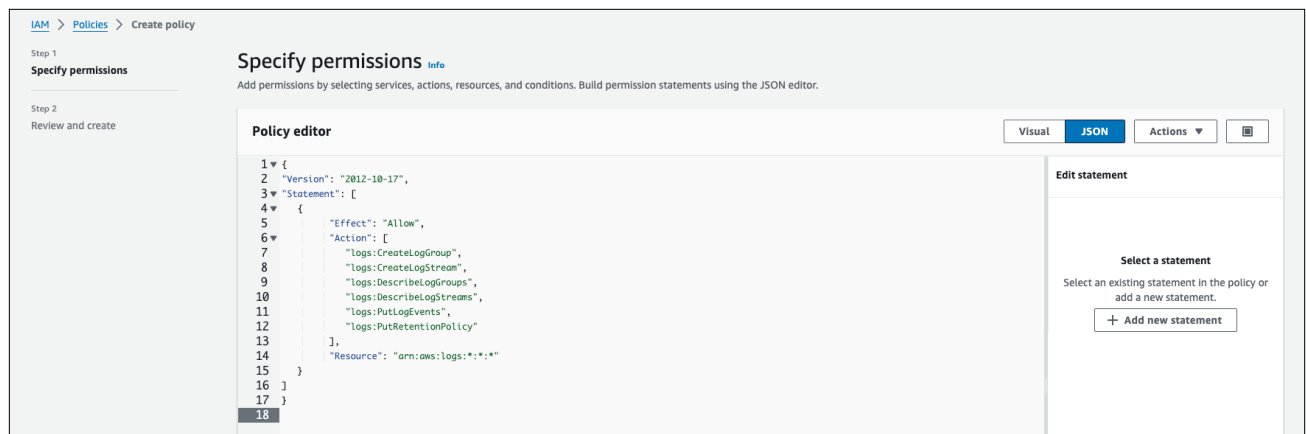 IAM > Policies > Create policy
Step 1
Specify permissions
Step 2
Review and create
Specify permissions Info
Add permissions by selecting services, actions, resources, and conditions. Build permission statements using the JSON editor.
Policy editor
Visual JSON Actions ▼
1 ▼ {
2 "Version": "2012-10-17",
3 ▼ "Statement": [
4 ▼ {
5 "Effect": "Allow",
6 ▼ "Action": [
7 "logs:CreateLogGroup",
8 "logs:CreateLogStream",
9 "logs:DescribeLogGroups",
10 "logs:DescribeLogStreams",
11 "logs:PutLogEvents",
12 "logs:PutRetentionPolicy"
13 ],
14 "Resource": "arn:aws:logs:*:*:*"
15 }
16 ]
17 }
18
Edit statement
Select a statement
Select an existing statement in the policy or
add a new statement.
+ Add new statement